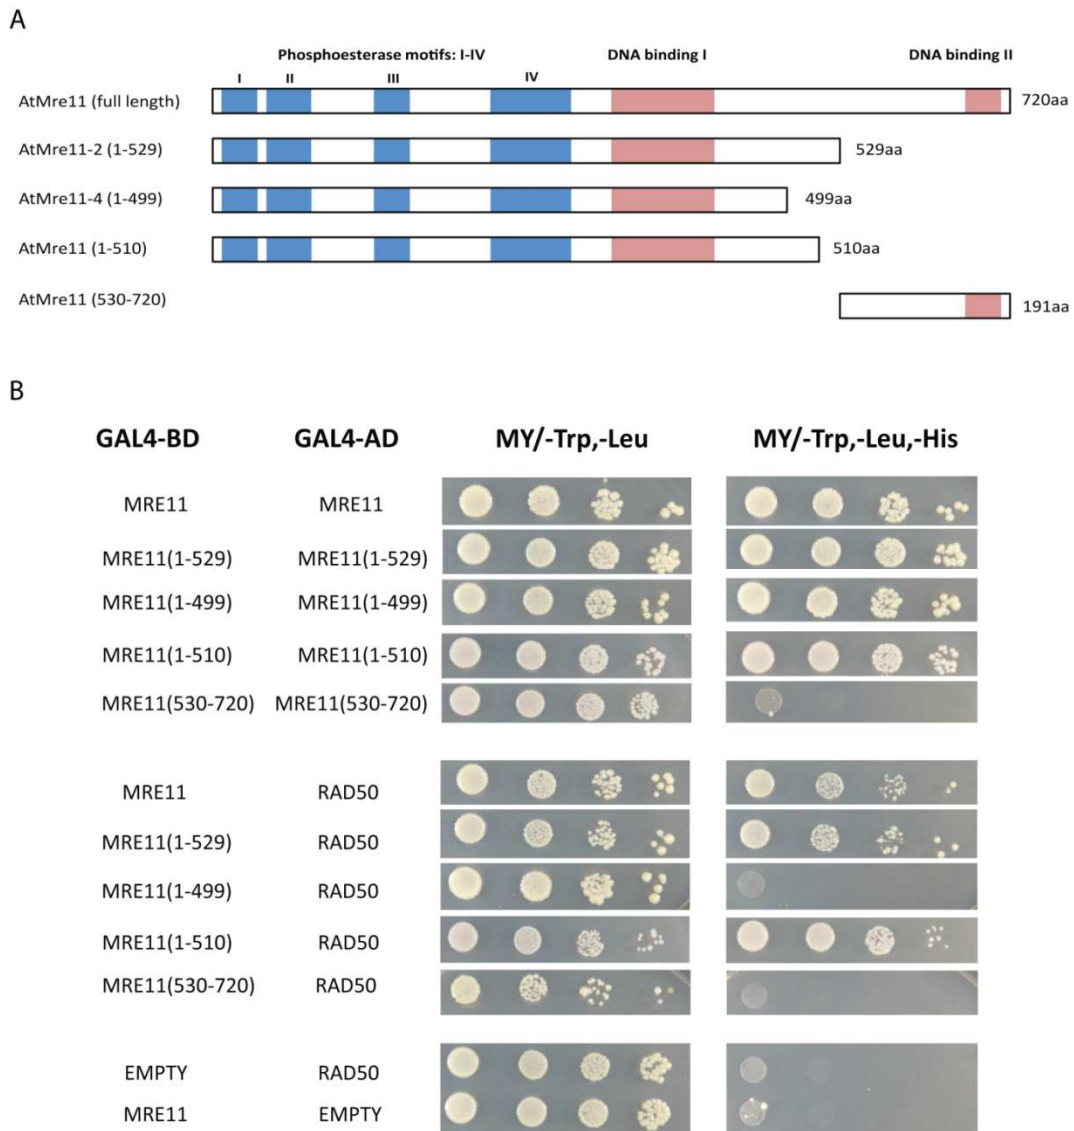 A
Phosphoesterase motifs: I-IV DNA binding I DNA binding II
I II III IV
AtMre11 (full length) 720aa
AtMre11-2 (1-529) 529aa
AtMre11-4 (1-499) 499aa
AtMre11 (1-510) 510aa
AtMre11 (530-720) 191aa
B
GAL4-BD GAL4-AD MY/-Trp,-Leu MY/-Trp,-Leu,-His
MRE11 MRE11
MRE11(1-529) MRE11(1-529)
MRE11(1-499) MRE11(1-499)
MRE11(1-510) MRE11(1-510)
MRE11(530-720) MRE11(530-720)
MRE11 RAD50
MRE11(1-529) RAD50
MRE11(1-499) RAD50
MRE11(1-510) RAD50
MRE11(530-720) RAD50
EMPTY RAD50
MRE11 EMPTY